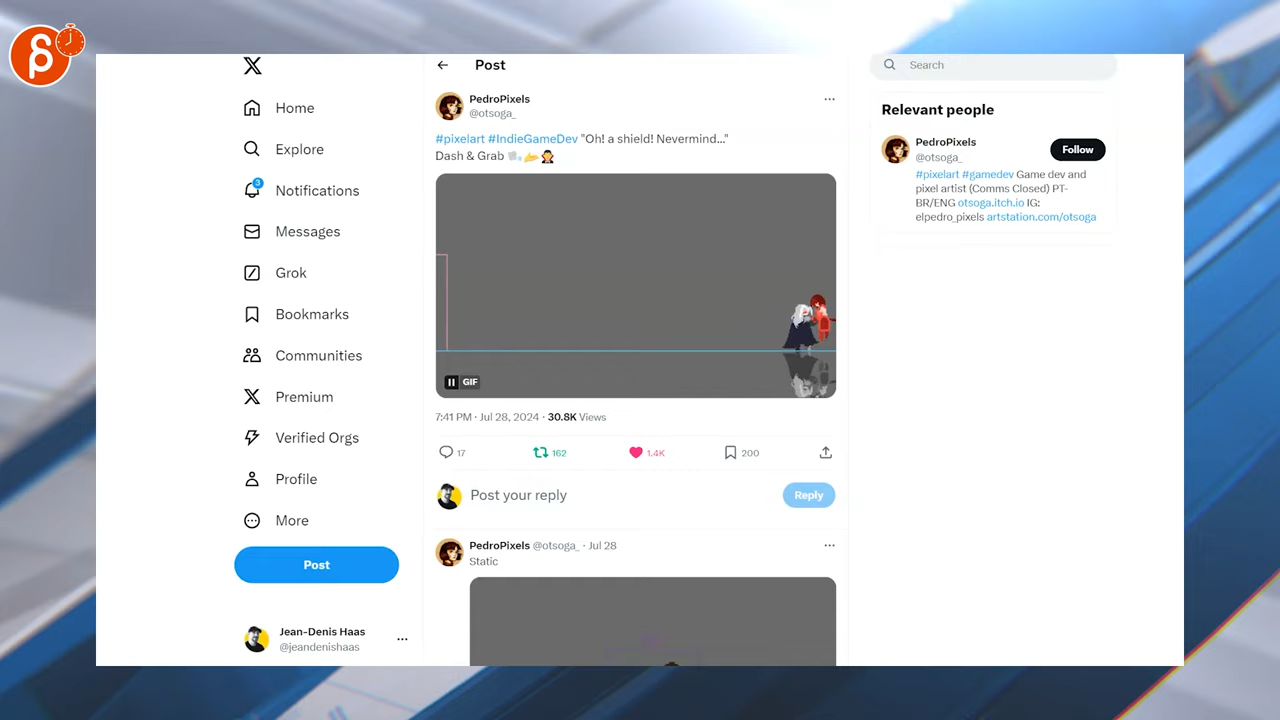 Home
Explore
3
Notifications
Messages
Grok
Bookmarks
Communities
Premium
Verified Orgs
Profile
More
Post
Jean-Denis Haas
@jeandenishaas
Post
PedroPixels
@otsoga_
#pixelart #IndieGameDev "Oh! a shield! Nevermind..."
Dash & Grab
GIF
7:41 PM · Jul 28, 2024 · 30.8K Views
17 162 1.4K 200
Post your reply
Reply
PedroPixels @otsoga_ · Jul 28
Static
Search
Relevant people
PedroPixels
@otsoga_
Follow
#pixelart #gamedev Game dev and
pixel artist (Comms Closed) PT-
BR/ENG otsoga.itch.io IG:
elpedro_pixels artstation.com/otsoga